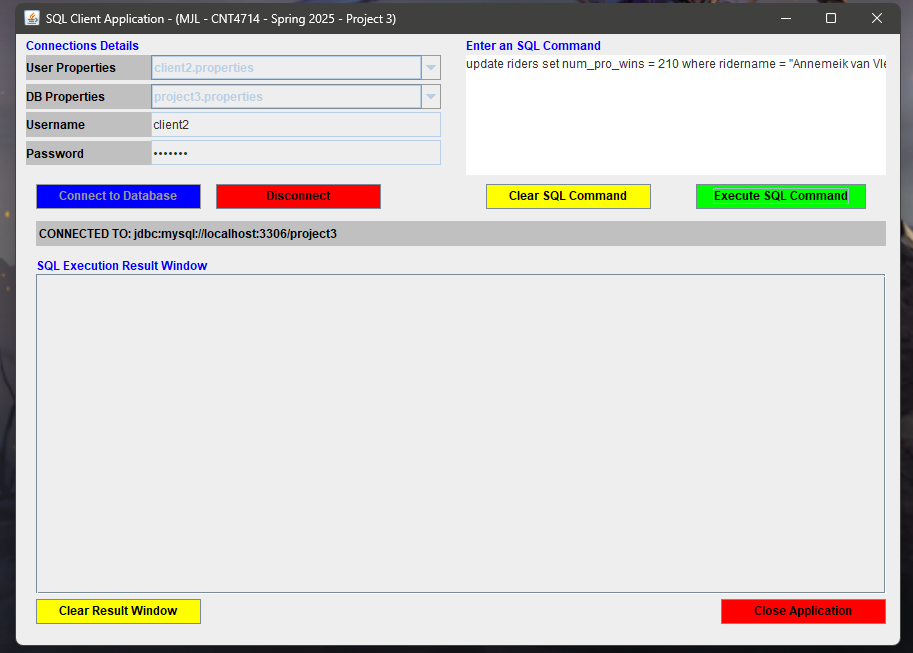 SQL Client Application - (MJL - CNT4714 - Spring 2025 - Project 3)
Connections Details
User Properties client2.properties
DB Properties project3.properties
Username client2
Password •••••••
Connect to Database Disconnect
Enter an SQL Command
update riders set num_pro_wins = 210 where ridername = "Annemeik van Vle
Clear SQL Command Execute SQL Command
CONNECTED TO: jdbc:mysql://localhost:3306/project3
SQL Execution Result Window
Clear Result Window Close Application